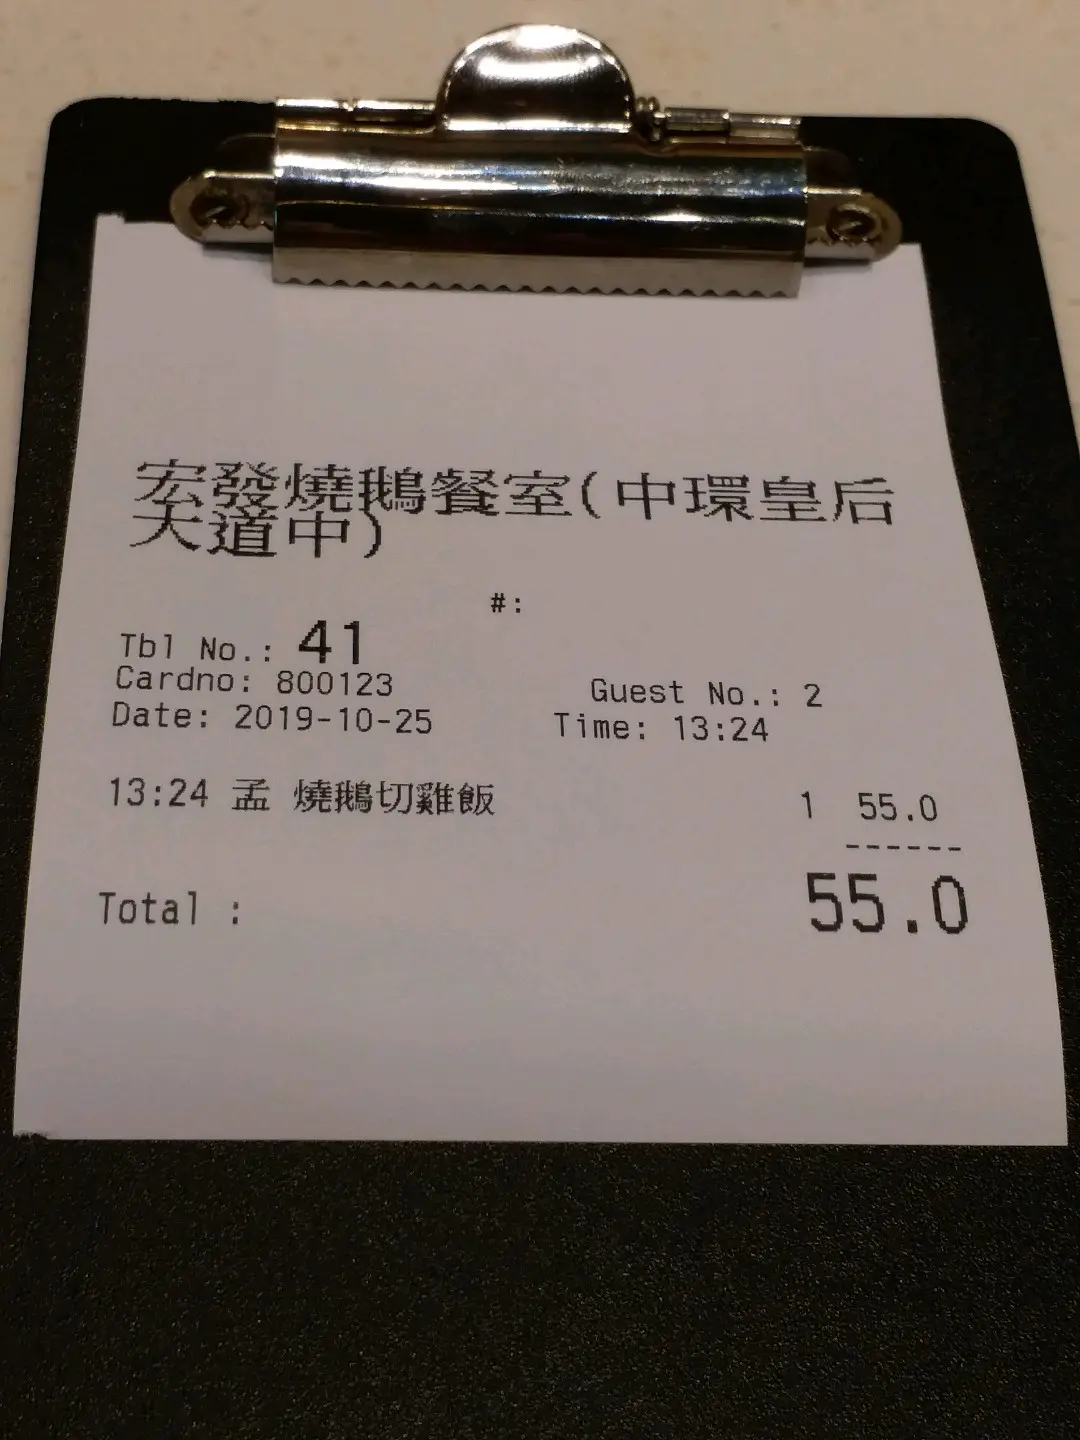 宏發燒鵝餐室(中環皇后
大道中)
#:
Tbl No.: 41
Cardno: 800123 Guest No.: 2
Date: 2019-10-25 Time: 13:24
13:24 孟 燒鵝切雞飯 1 55.0
------
Total : 55.0